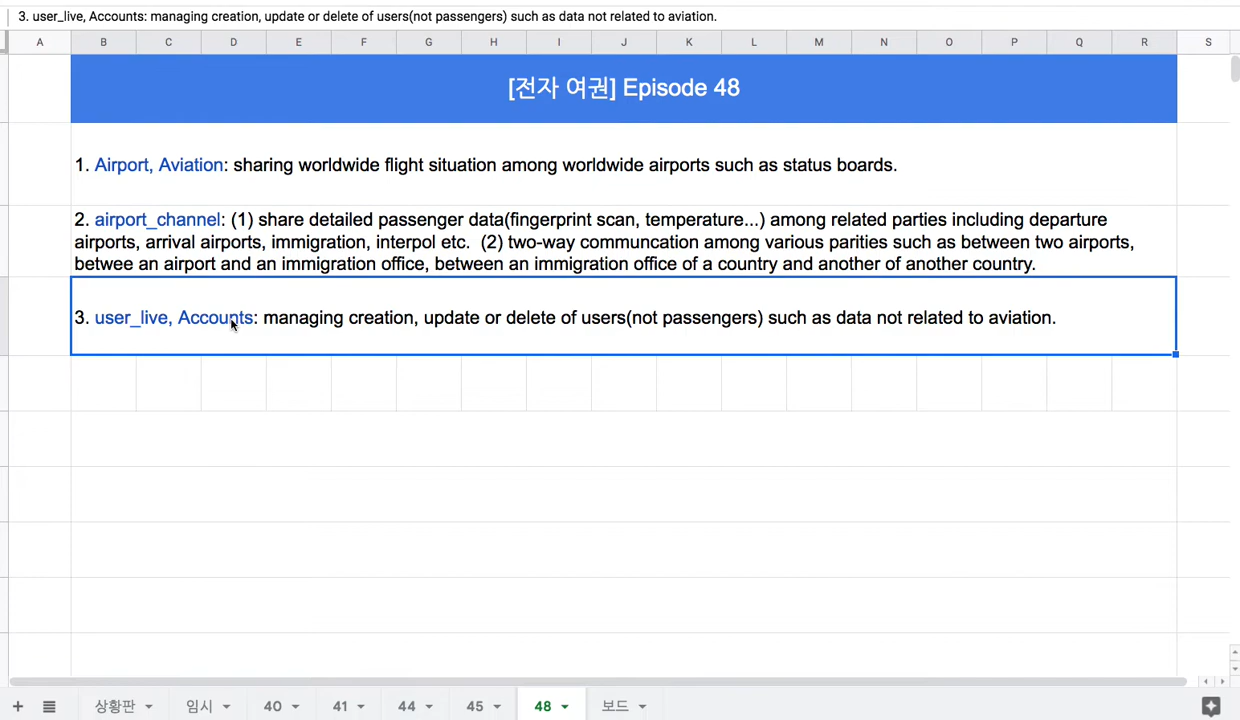 3. user_live, Accounts: managing creation, update or delete of users(not passengers) such as data not related to aviation.
A B C D E F G H I J K L M N O P Q R S
[전자 여권] Episode 48
1. Airport, Aviation: sharing worldwide flight situation among worldwide airports such as status boards.
2. airport_channel: (1) share detailed passenger data(fingerprint scan, temperature...) among related parties including departure
airports, arrival airports, immigration, interpol etc.  (2) two-way communcation among various parities such as between two airports,
betwee an airport and an immigration office, between an immigration office of a country and another of another country.
3. user_live, Accounts: managing creation, update or delete of users(not passengers) such as data not related to aviation.
상황판 임시 40 41 44 45 48 보드